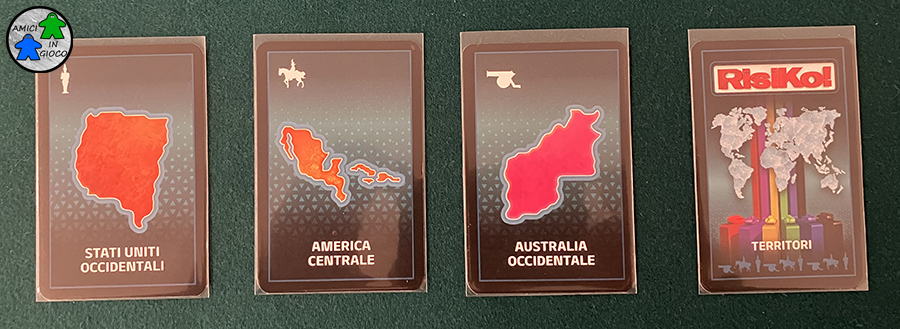 AMICI
IN
GIOCO
STATI UNITI
OCCIDENTALI
AMERICA
CENTRALE
AUSTRALIA
OCCIDENTALE
RisiKo!
TERRITORI